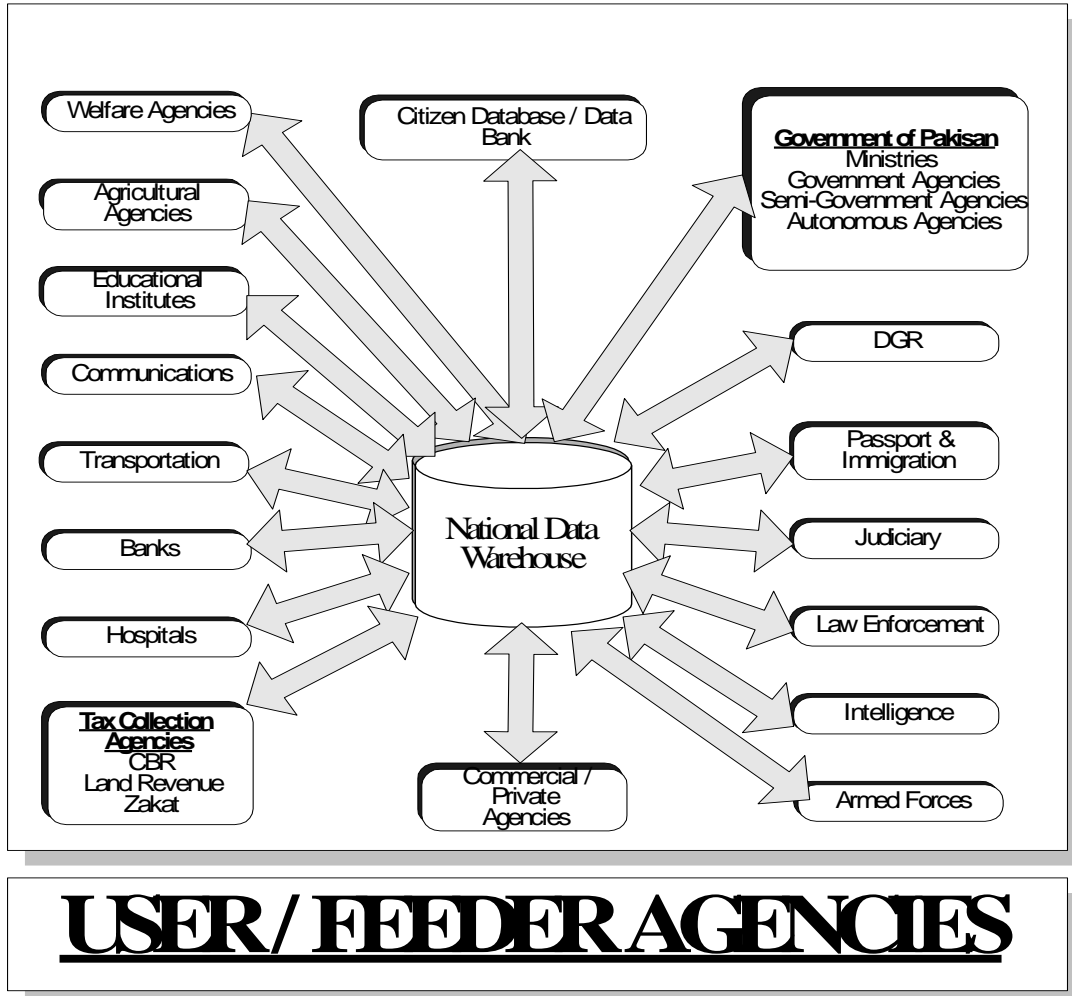 Welfare Agencies
Agricultural
Agencies
Educational
Institutes
Communications
Transportation
Banks
Hospitals
Tax Collection
Agencies
CBR
Land Revenue
Zakat
Citizen Database / Data
Bank
National Data
Warehouse
Commercial /
Private
Agencies
Government of Pakisan
Ministries
Government Agencies
Semi-Government Agencies
Autonomous Agencies
DGR
Passport &
Immigration
Judiciary
Law Enforcement
Intelligence
Armed Forces
USER / FEEDER AGENCIES